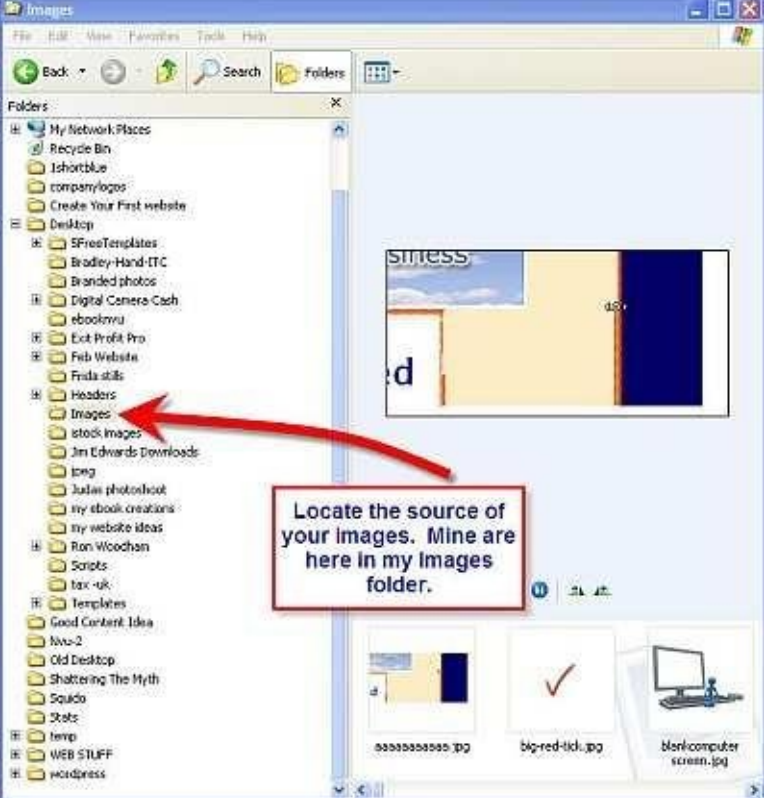 Images
File Edit View Favorites Tools Help
Back Search Folders
Folders x
My Network Places
Recycle Bin
1shortblue
companylogos
Create Your First website
Desktop
5FreeTemplates
Bradley-Hand-ITC
Branded photos
Digital Camera Cash
ebooknvu
Exit Profit Pro
Feb Website
Frida stills
Headers
Images
istock images
Jim Edwards Downloads
jpeg
Judas photoshoot
my ebook creations
my website ideas
Ron Woodham
Scripts
tax -uk
Templates
Good Content Idea
Nvu-2
Old Desktop
Shattering The Myth
Squido
Stats
temp
WEB STUFF
wordpress
siness
ed
Locate the source of
your images. Mine are
here in my Images
folder.
d
aaaaaaaaaa.jpg
big-red-tick.jpg
blankcomputer
screen.jpg